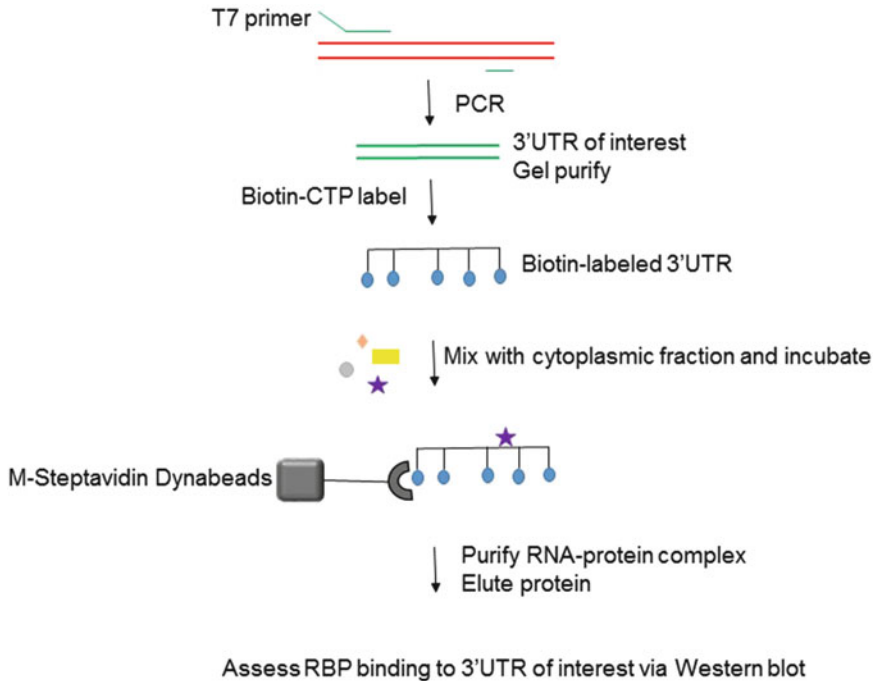 T7 primer
PCR
3'UTR of interest
Gel purify
Biotin-CTP label
Biotin-labeled 3'UTR
Mix with cytoplasmic fraction and incubate
M-Steptavidin Dynabeads
Purify RNA-protein complex
Elute protein
Assess RBP binding to 3'UTR of interest via Western blot